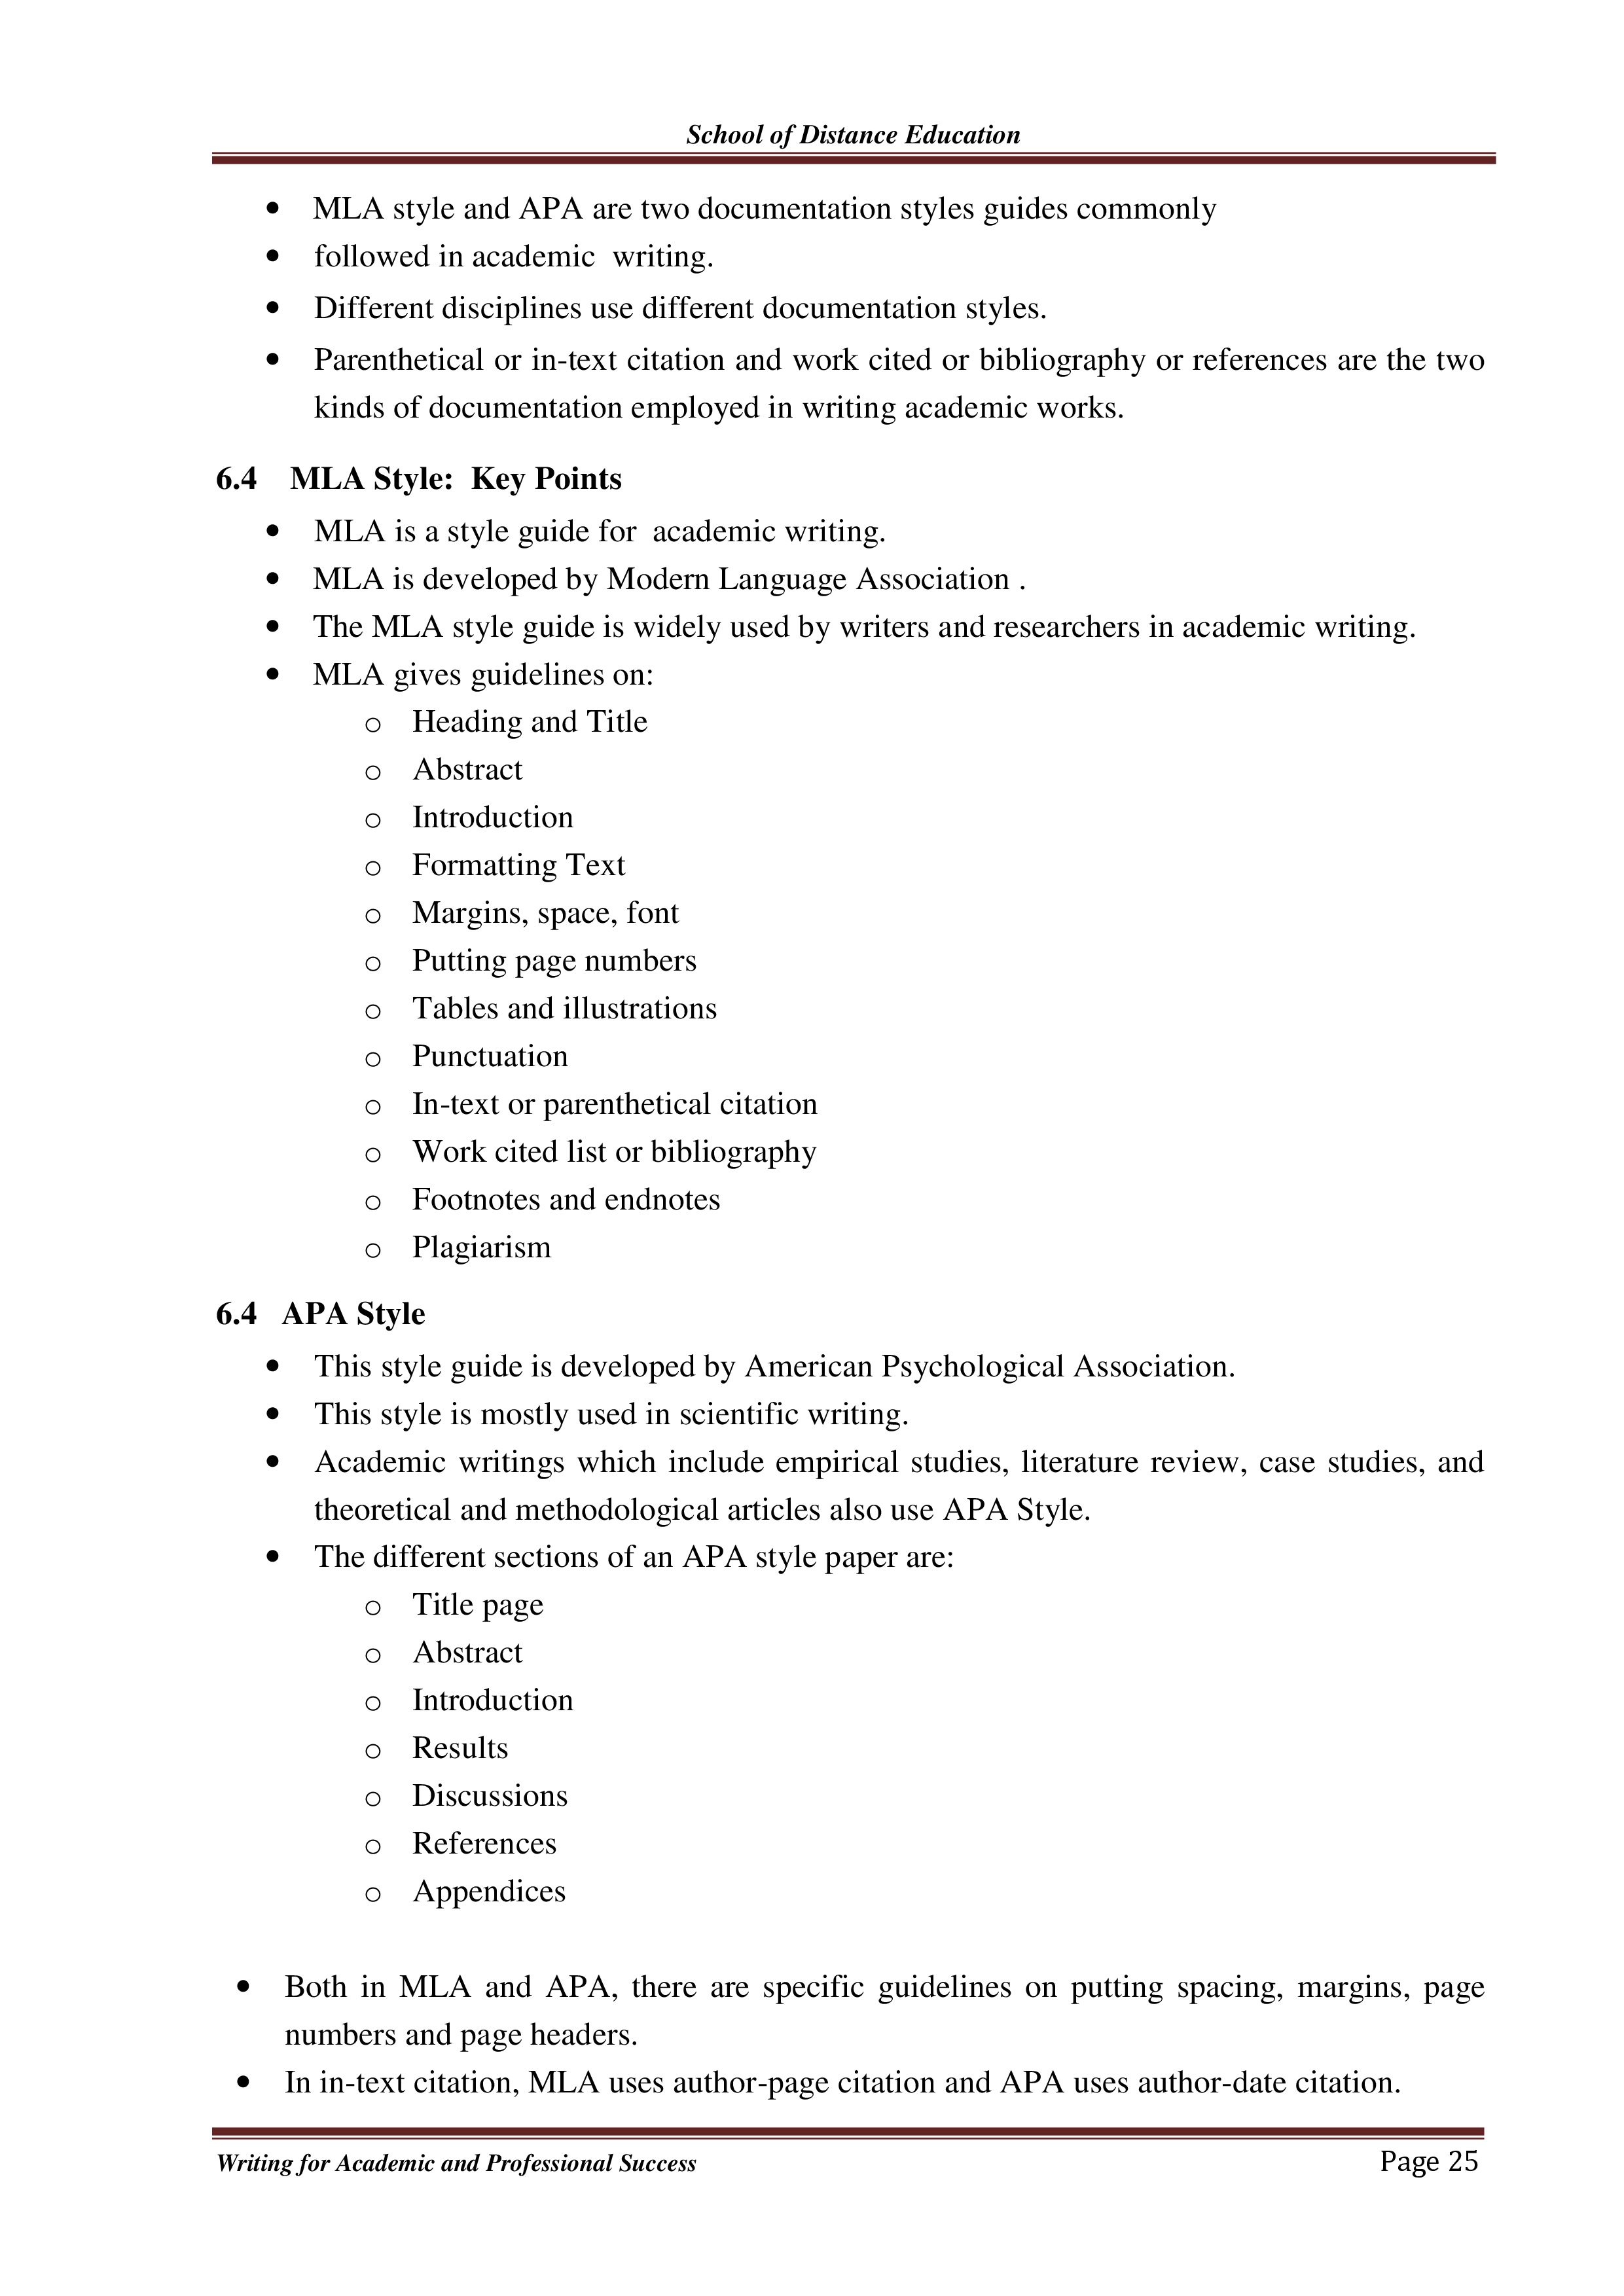 School of Distance Education
• MLA style and APA are two documentation styles guides commonly
• followed in academic writing.
• Different disciplines use different documentation styles.
• Parenthetical or in-text citation and work cited or bibliography or references are the two
kinds of documentation employed in writing academic works.
6.4 MLA Style: Key Points
• MLA is a style guide for academic writing.
• MLA is developed by Modern Language Association .
• The MLA style guide is widely used by writers and researchers in academic writing.
• MLA gives guidelines on:
o Heading and Title
o Abstract
o Introduction
o Formatting Text
o Margins, space, font
o Putting page numbers
o Tables and illustrations
o Punctuation
o In-text or parenthetical citation
o Work cited list or bibliography
o Footnotes and endnotes
o Plagiarism
6.4 APA Style
• This style guide is developed by American Psychological Association.
• This style is mostly used in scientific writing.
• Academic writings which include empirical studies, literature review, case studies, and
theoretical and methodological articles also use APA Style.
• The different sections of an APA style paper are:
o Title page
o Abstract
o Introduction
o Results
o Discussions
o References
o Appendices
• Both in MLA and APA, there are specific guidelines on putting spacing, margins, page
numbers and page headers.
• In in-text citation, MLA uses author-page citation and APA uses author-date citation.
Writing for Academic and Professional Success Page 25